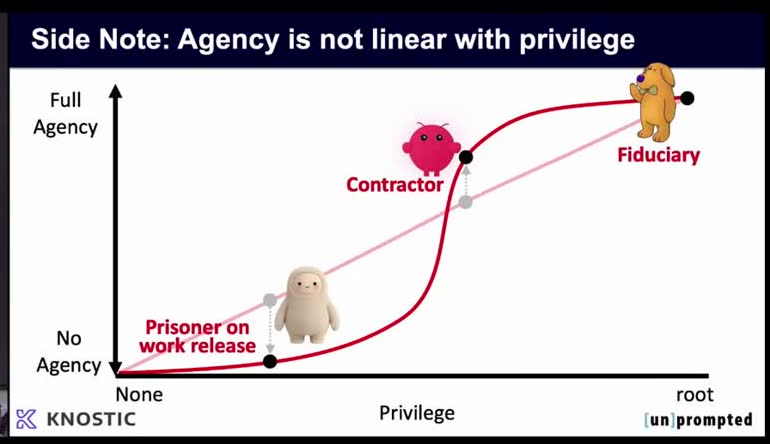 Side Note: Agency is not linear with privilege
Full
Agency
Contractor
Fiduciary
Prisoner on
work release
No
Agency
None
root
Privilege
KNOSTIC
[un]prompted